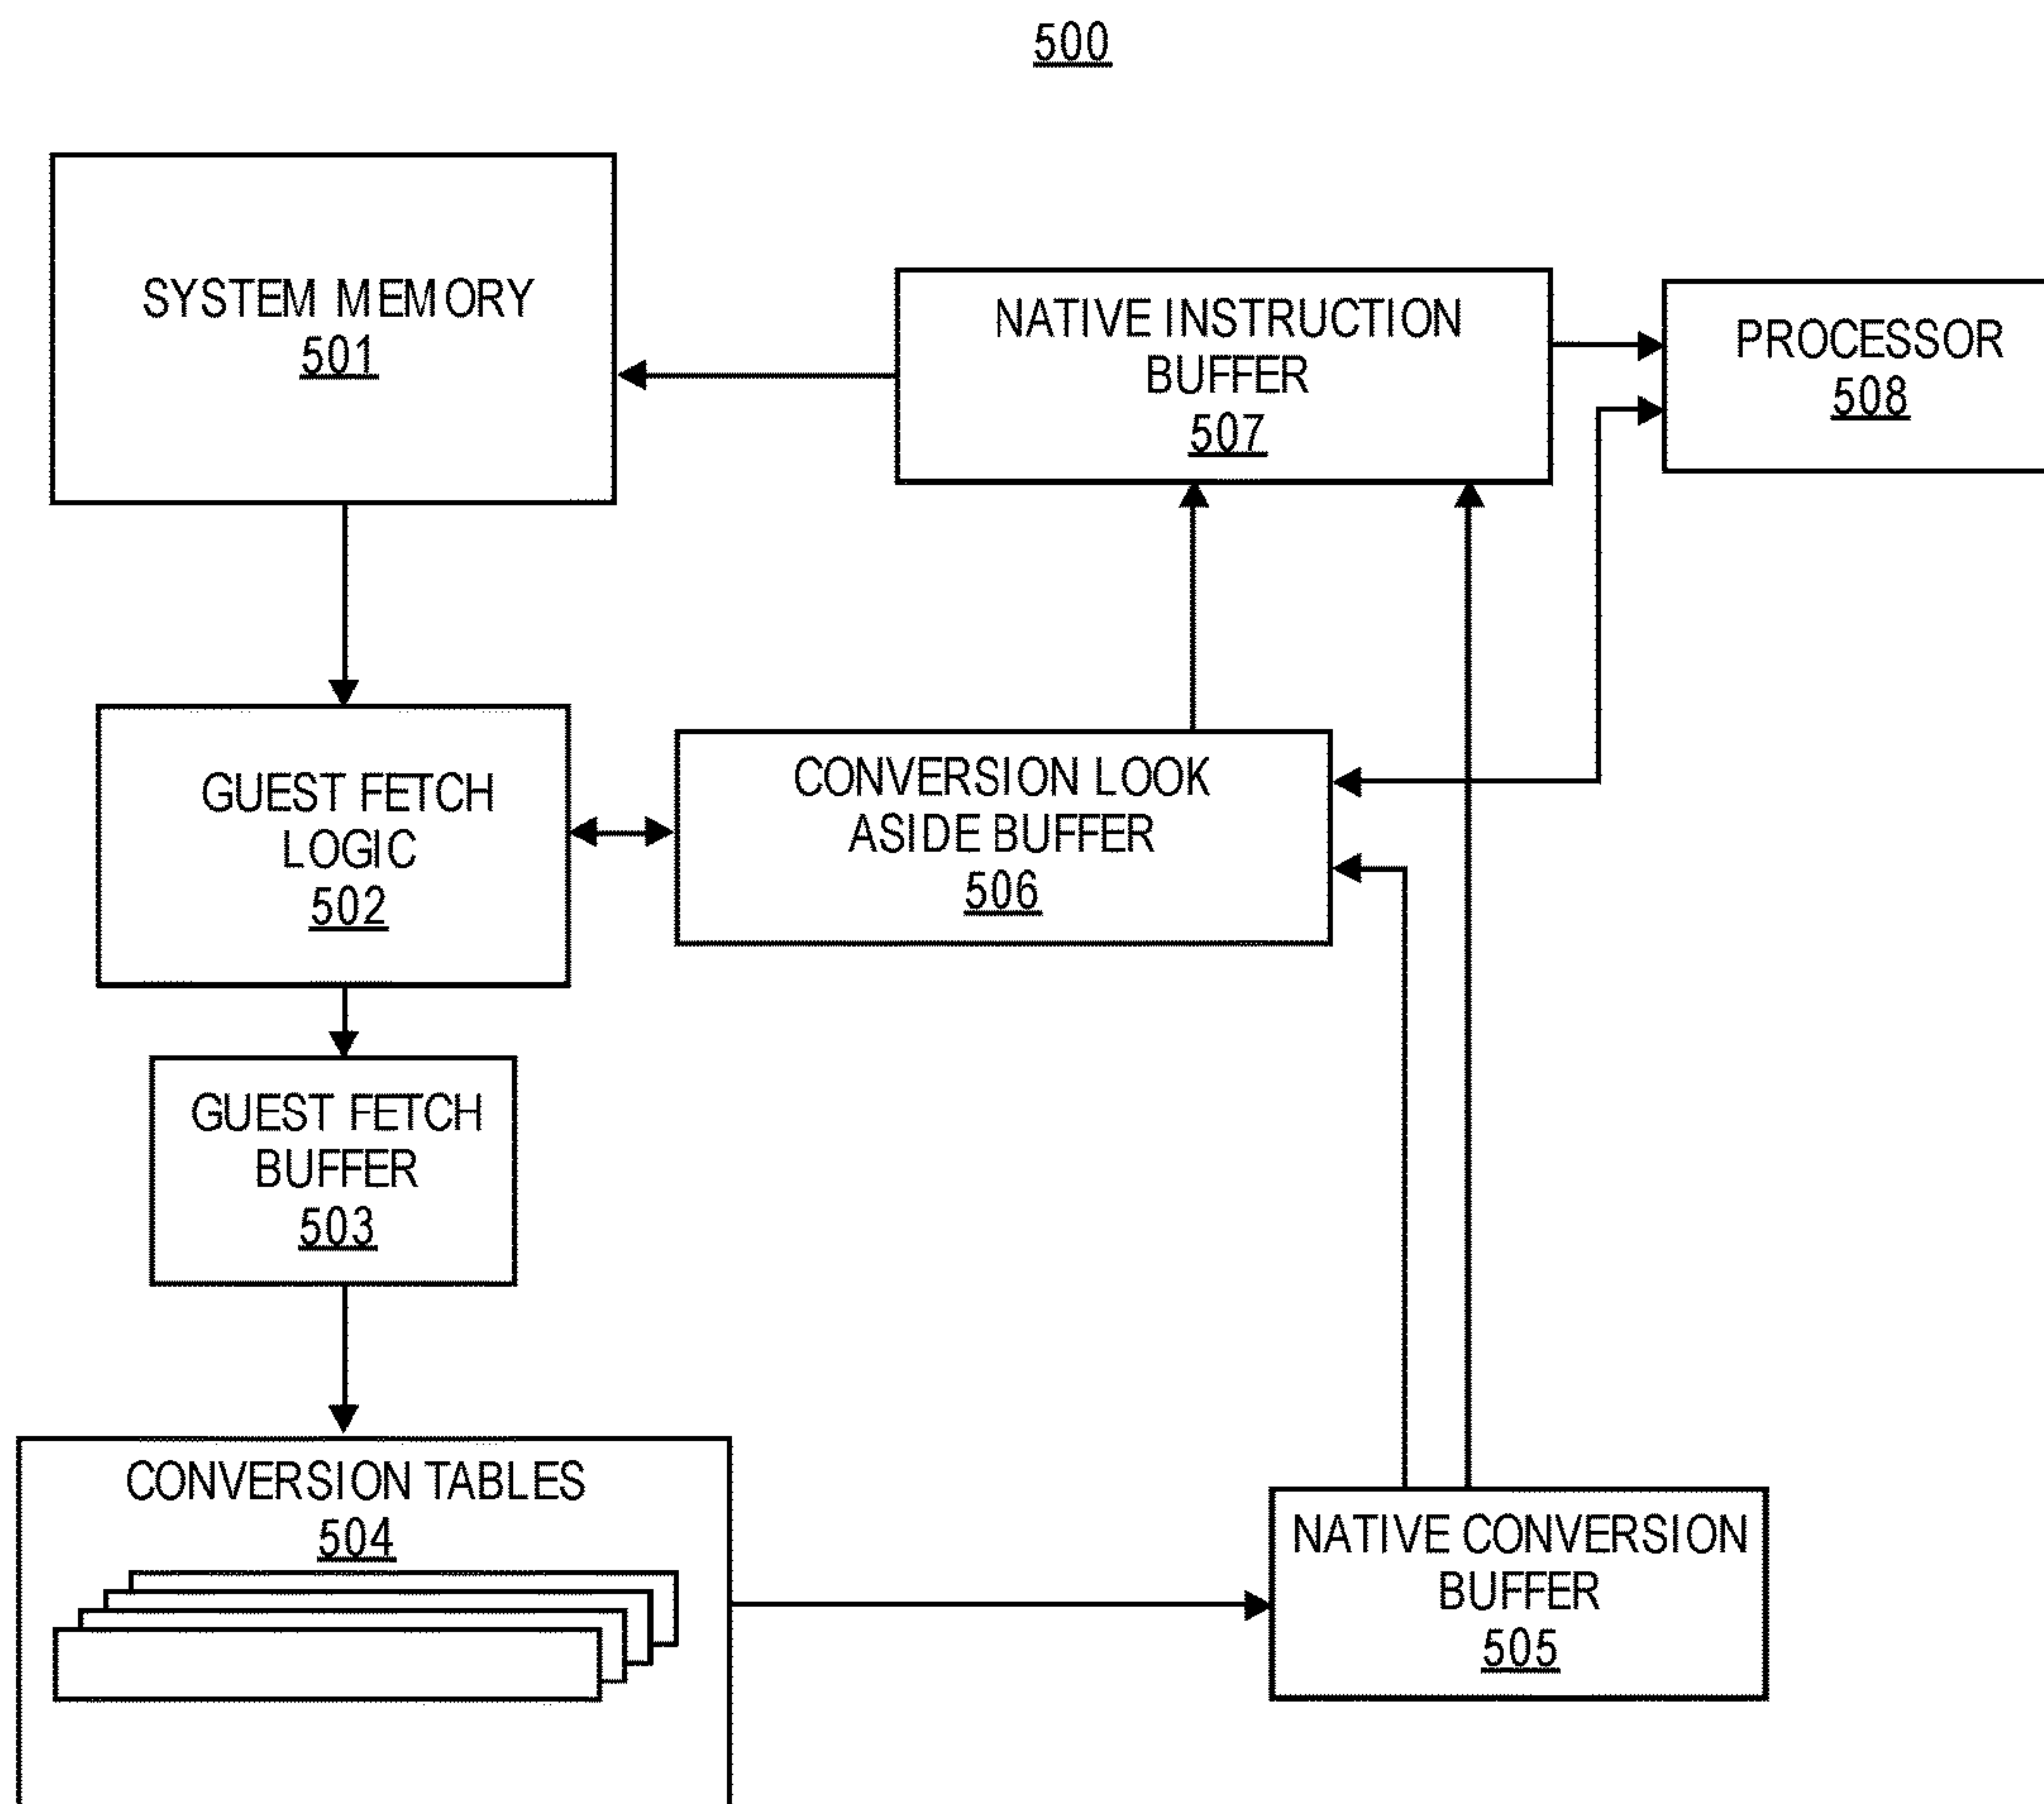 500
SYSTEM MEMORY
501
NATIVE INSTRUCTION
BUFFER
507
PROCESSOR
508
GUEST FETCH
LOGIC
502
CONVERSION LOOK
ASIDE BUFFER
506
GUEST FETCH
BUFFER
503
CONVERSION TABLES
504
NATIVE CONVERSION
BUFFER
505